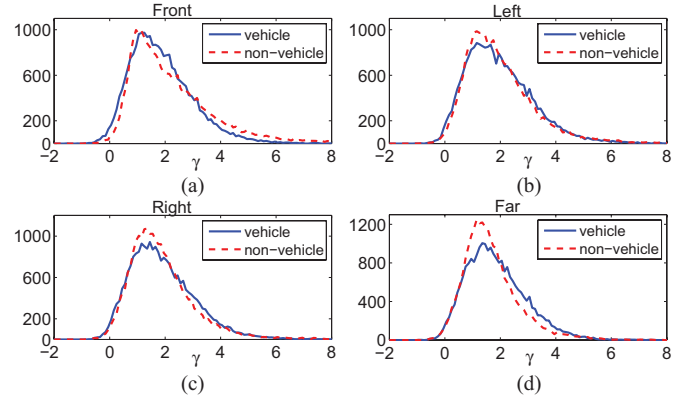 Front
1000
600
200
0
−2 0 2 4 6 8
γ
vehicle
non−vehicle
(a)
Left
1000
600
200
0
−2 0 2 4 6 8
γ
vehicle
non−vehicle
(b)
Right
1000
600
200
0
−2 0 2 4 6 8
γ
vehicle
non−vehicle
(c)
Far
1200
800
400
0
−2 0 2 4 6 8
γ
vehicle
non−vehicle
(d)